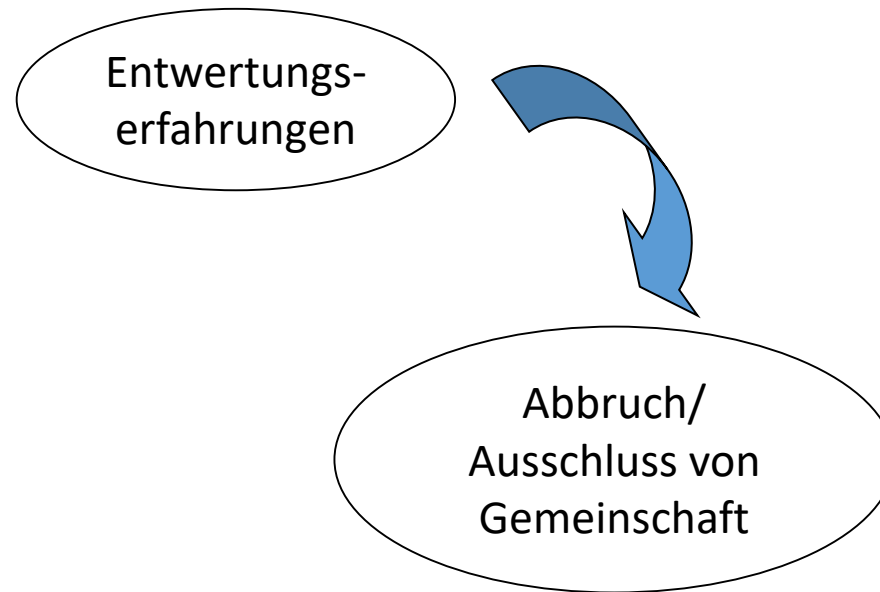 Entwertungs-
erfahrungen
Abbruch/
Ausschluss von
Gemeinschaft